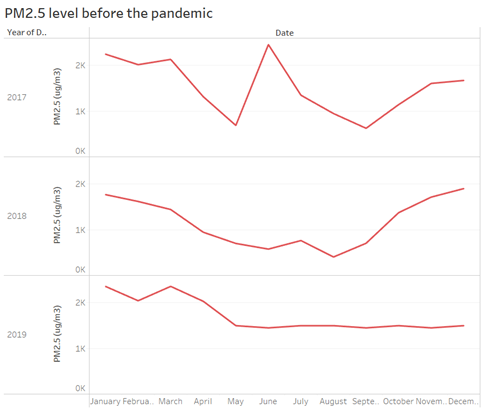 PM2.5 level before the pandemic
Year of D.. Date
2017
PM2.5 (ug/m3)
2K
1K
0K
2018
PM2.5 (ug/m3)
2K
1K
0K
2019
PM2.5 (ug/m3)
2K
1K
0K
January Februa.. March April May June July August Septe.. October Novem.. Decem..